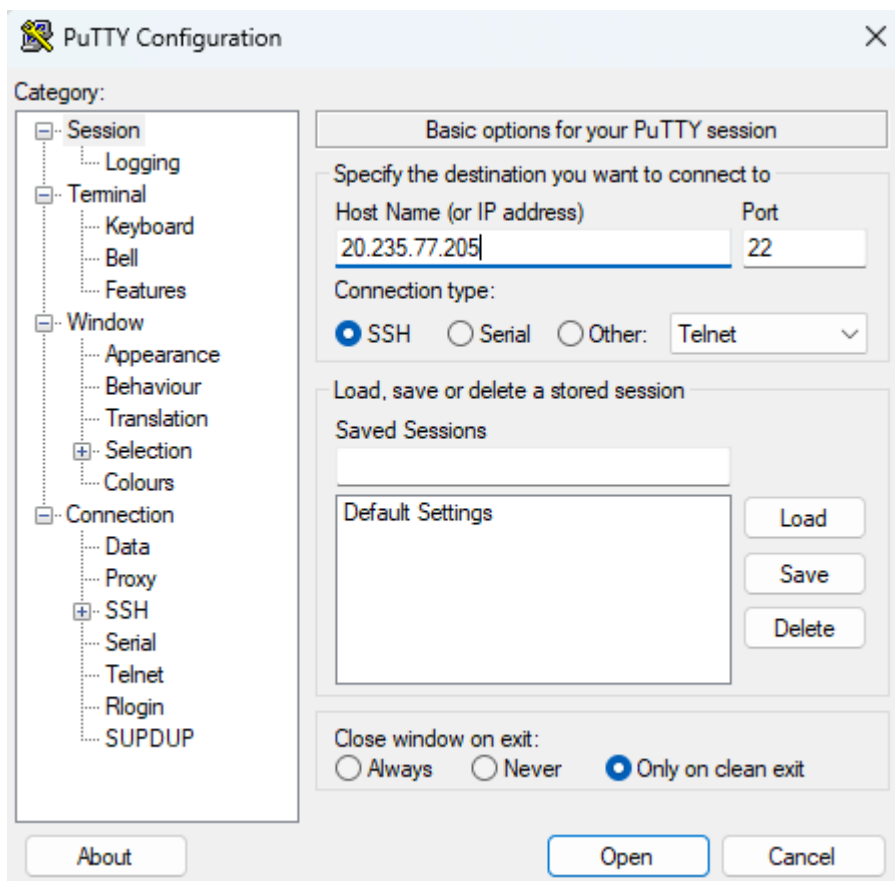 PuTTY Configuration
Category:
Session
Logging
Terminal
Keyboard
Bell
Features
Window
Appearance
Behaviour
Translation
Selection
Colours
Connection
Data
Proxy
SSH
Serial
Telnet
Rlogin
SUPDUP
Basic options for your PuTTY session
Specify the destination you want to connect to
Host Name (or IP address) Port
20.235.77.205 22
Connection type:
SSH Serial Other: Telnet
Load, save or delete a stored session
Saved Sessions
Default Settings
Load
Save
Delete
Close window on exit:
Always Never Only on clean exit
About Open Cancel